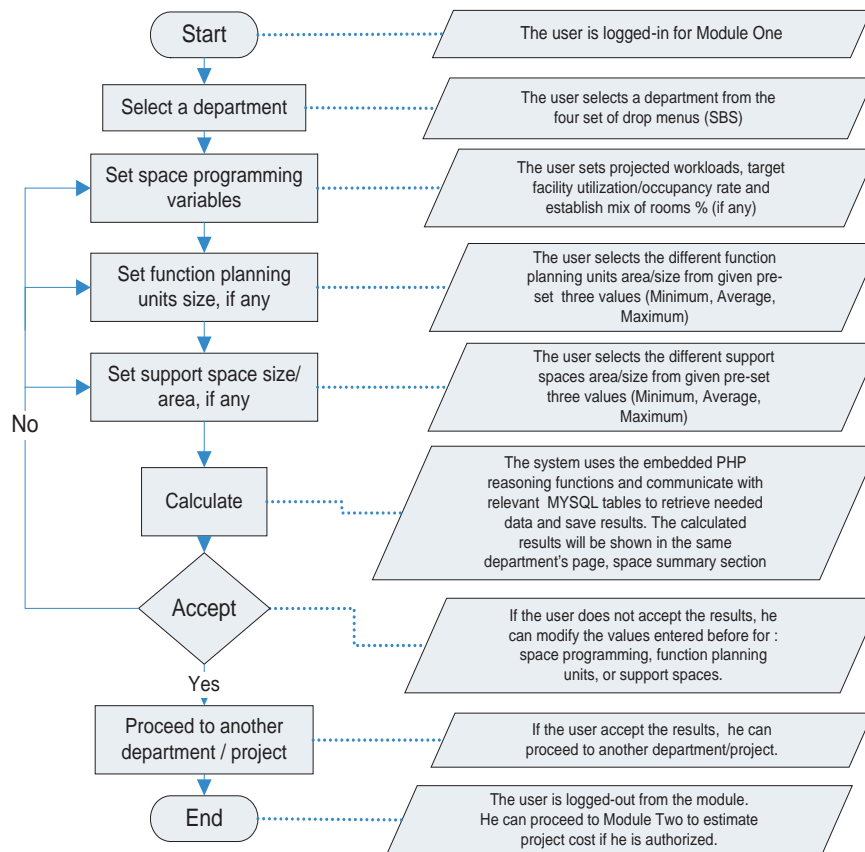 Start
The user is logged-in for Module One
Select a department
The user selects a department from the
four set of drop menus (SBS)
Set space programming
variables
The user sets projected workloads, target
facility utilization/occupancy rate and
establish mix of rooms % (if any)
Set function planning
units size, if any
The user selects the different function
planning units area/size from given pre-
set three values (Minimum, Average,
Maximum)
Set support space size/
area, if any
The user selects the different support
spaces area/size from given pre-set
three values (Minimum, Average,
Maximum)
No
Calculate
The system uses the embedded PHP
reasoning functions and communicate with
relevant MYSQL tables to retrieve needed
data and save results. The calculated
results will be shown in the same
department's page, space summary section
Accept
If the user does not accept the results, he
can modify the values entered before for :
space programming, function planning
units, or support spaces.
Yes
Proceed to another
department / project
If the user accept the results, he can
proceed to another department/project.
End
The user is logged-out from the module.
He can proceed to Module Two to estimate
project cost if he is authorized.